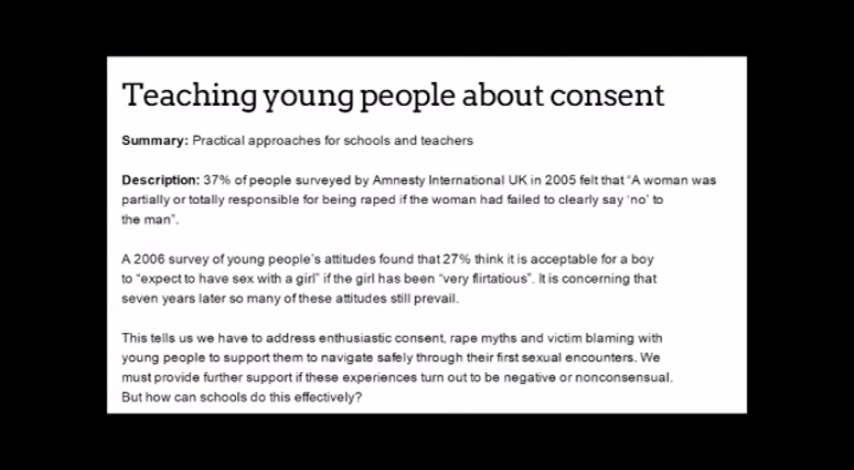 Teaching young people about consent
Summary: Practical approaches for schools and teachers
Description: 37% of people surveyed by Amnesty International UK in 2005 felt that "A woman was
partially or totally responsible for being raped if the woman had failed to clearly say 'no' to
the man".
A 2006 survey of young people's attitudes found that 27% think it is acceptable for a boy
to "expect to have sex with a girl" if the girl has been "very flirtatious". It is concerning that
seven years later so many of these attitudes still prevail.
This tells us we have to address enthusiastic consent, rape myths and victim blaming with
young people to support them to navigate safely through their first sexual encounters. We
must provide further support if these experiences turn out to be negative or nonconsensual.
But how can schools do this effectively?